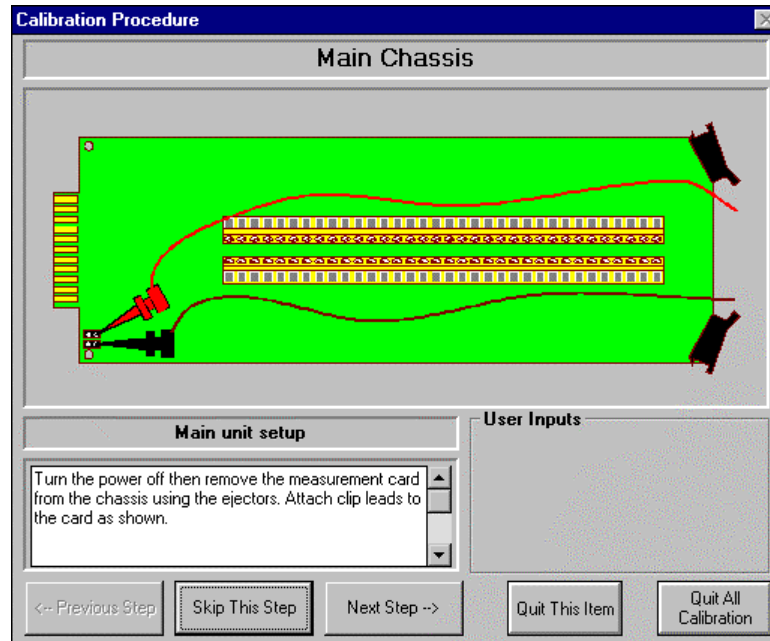 Calibration Procedure
Main Chassis
Main unit setup
Turn the power off then remove the measurement card
from the chassis using the ejectors. Attach clip leads to
the card as shown.
User Inputs
<-- Previous Step
Skip This Step
Next Step -->
Quit This Item
Quit All
Calibration